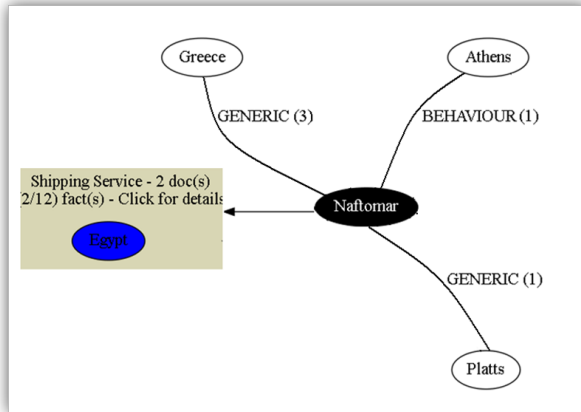 Greece
Athens
GENERIC (3)
BEHAVIOUR (1)
Shipping Service - 2 doc(s)
(2/12) fact(s) - Click for details
Naftomar
Egypt
GENERIC (1)
Platts